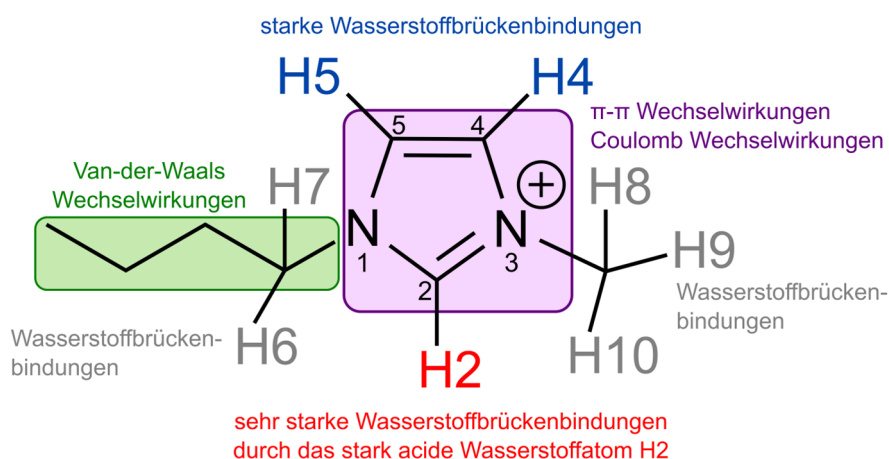 starke Wasserstoffbrückenbindungen
H5
H4
5
4
π-π Wechselwirkungen
Coulomb Wechselwirkungen
Van-der-Waals
Wechselwirkungen
H7
+
H8
N
1
N
3
2
H9
Wasserstoffbrücken-
bindungen
Wasserstoffbrücken-
bindungen
H6
H2
H10
sehr starke Wasserstoffbrückenbindungen
durch das stark acide Wasserstoffatom H2